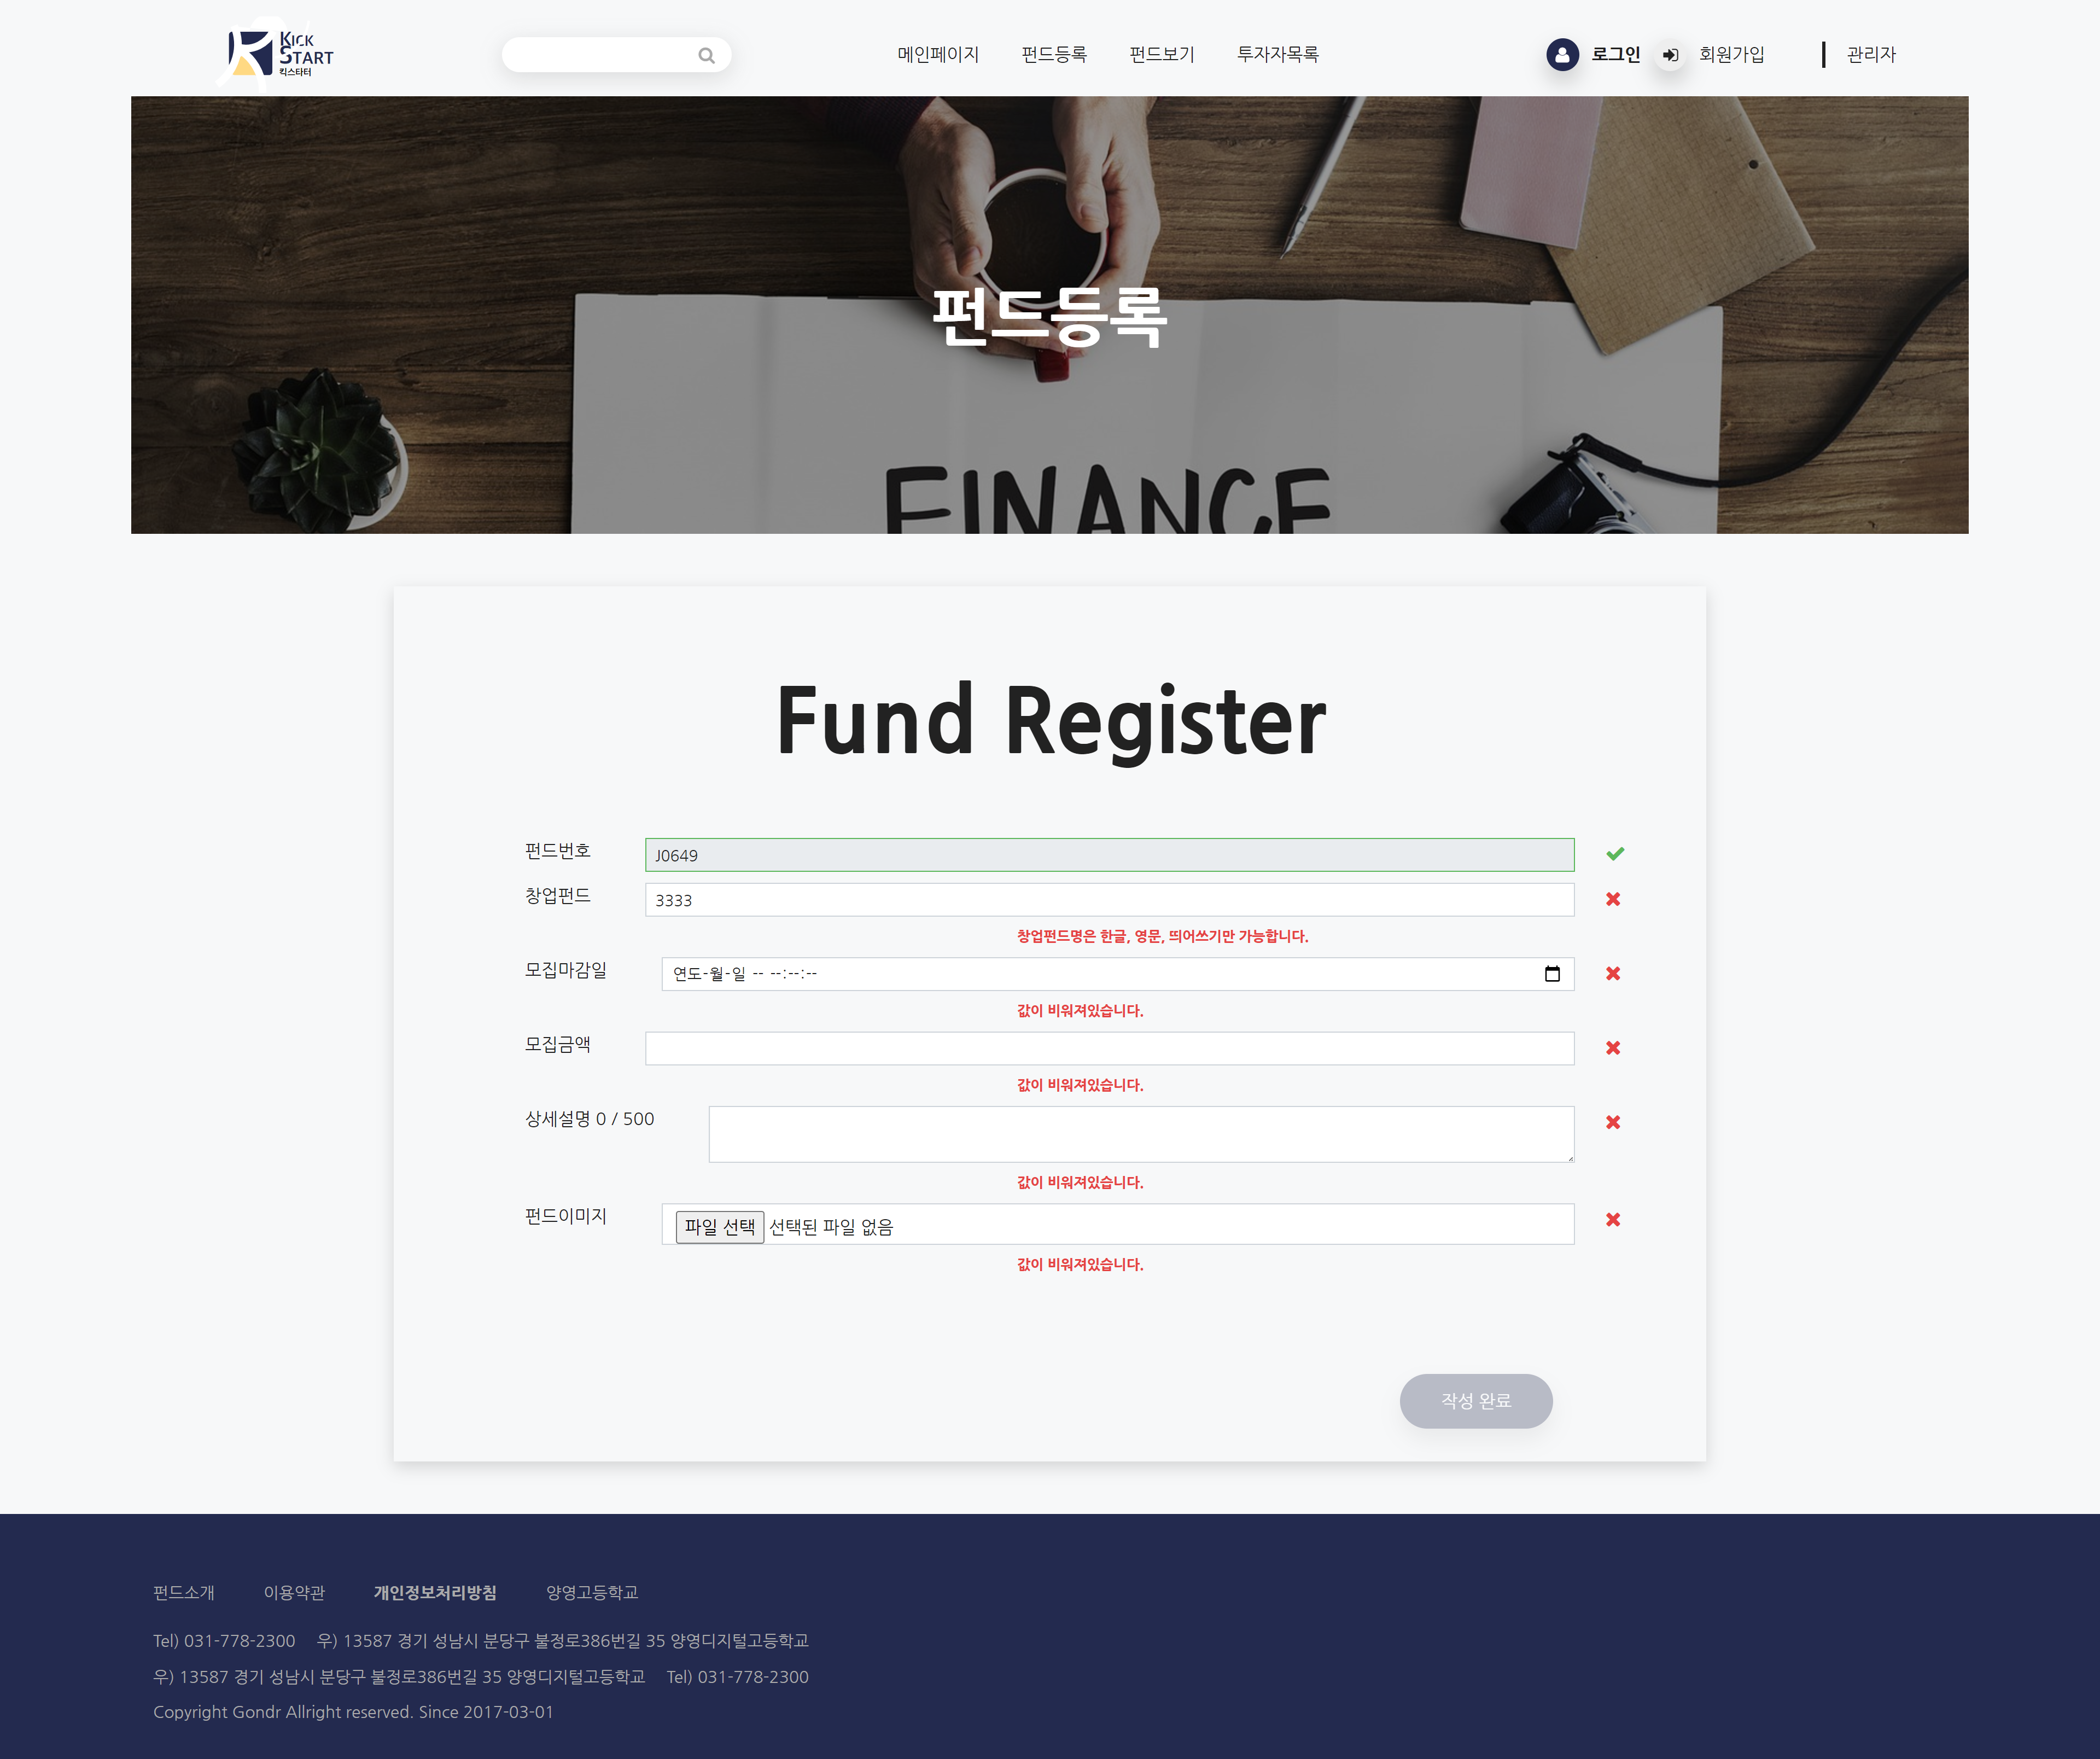 KICK
START
킥스타터
메인페이지 펀드등록 펀드보기 투자자목록
로그인 회원가입 관리자
펀드등록
FINANCE
Fund Register
펀드번호 J0649
창업펀드 3333
창업펀드명은 한글, 영문, 띄어쓰기만 가능합니다.
모집마감일 연도-월-일 -- --:--:--
값이 비워져있습니다.
모집금액
값이 비워져있습니다.
상세설명 0 / 500
값이 비워져있습니다.
펀드이미지 파일 선택 선택된 파일 없음
값이 비워져있습니다.
작성 완료
펀드소개 이용약관 개인정보처리방침 양영고등학교
Tel) 031-778-2300 우) 13587 경기 성남시 분당구 불정로386번길 35 양영디지털고등학교
우) 13587 경기 성남시 분당구 불정로386번길 35 양영디지털고등학교 Tel) 031-778-2300
Copyright Gondr Allright reserved. Since 2017-03-01